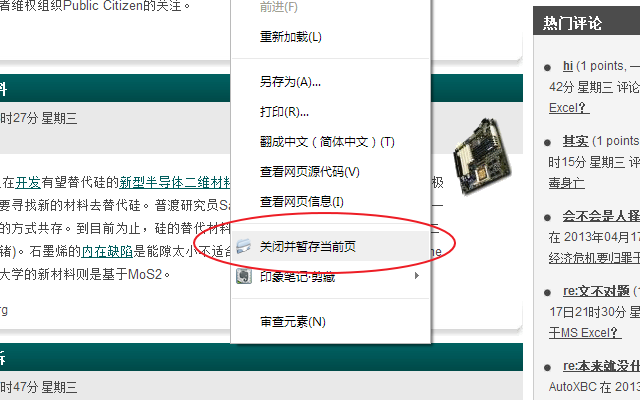 者维权组织Public Citizen的关注。
料
时27分 星期三
在开发有望替代硅的新型半导体二维材料
极
要寻找新的材料去替代硅。普渡研究员Sa
的方式共存。到目前为止，硅的替代材料
锗)。石墨烯的内在缺陷是能隙太小不适合
me
大学的新材料则是基于MoS2。
rg
诉
时47分 星期三
前进(F)
重新加载(L)
另存为(A)...
打印(R)...
翻成中文（简体中文）(T)
查看网页源代码(V)
查看网页信息(I)
关闭并暂存当前页
印象笔记·剪藏
审查元素(N)
热门评论
hi (1 points, —
42分 星期三 评论
Excel？
其实 (1 points,
时15分 星期三 评
毒身亡
会不会是人择
在 2013年04月17
经济危机要归罪于
re:文不对题 (1
17日21时30分 星
于MS Excel？
re:本来就没什
AutoXBC 在 2013